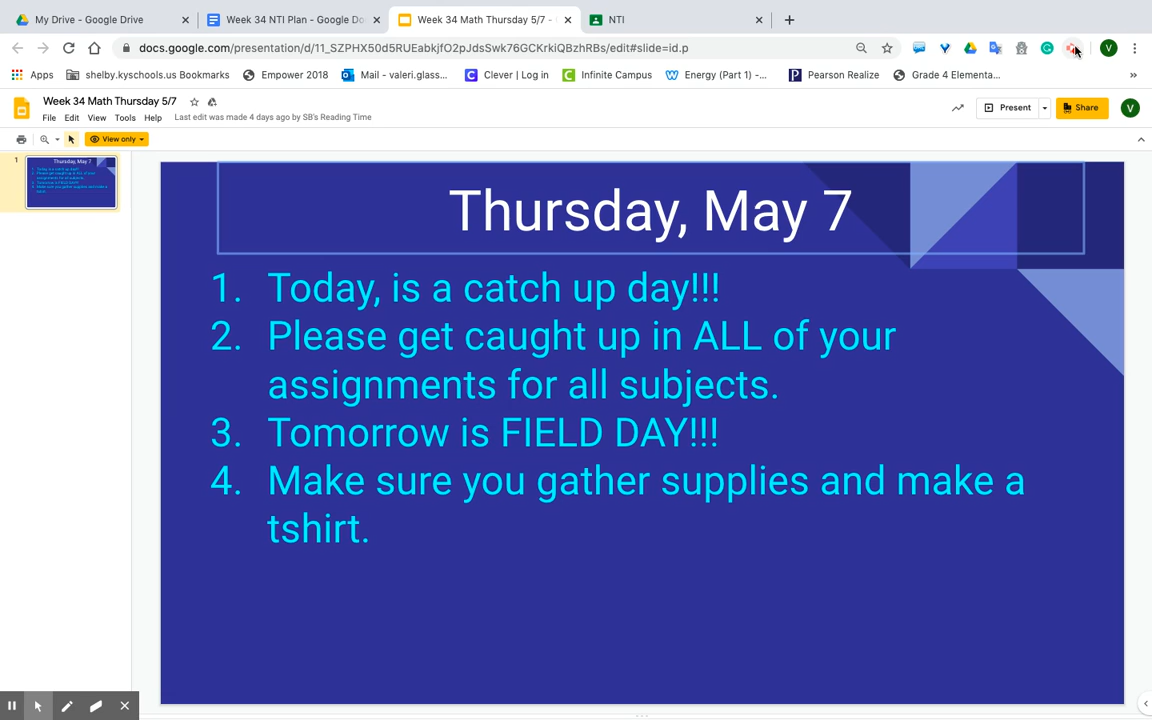 My Drive - Google Drive
Week 34 NTI Plan - Google Do
Week 34 Math Thursday 5/7 -
NTI
docs.google.com/presentation/d/11_SZPHX50d5RUEabkjfO2pJdsSwk76GCKrkiQBzhRBs/edit#slide=id.p
Apps
shelby.kyschools.us Bookmarks
Empower 2018
Mail - valeri.glass...
Clever | Log in
Infinite Campus
Energy (Part 1) -...
Pearson Realize
Grade 4 Elementa...
Week 34 Math Thursday 5/7
File Edit View Tools Help
Last edit was made 4 days ago by SB's Reading Time
Present
Share
V
View only
1
Thursday, May 7
1. Today, is a catch up day!!!
2. Please get caught up in ALL of your
assignments for all subjects.
3. Tomorrow is FIELD DAY!!!
4. Make sure you gather supplies and make a
tshirt.